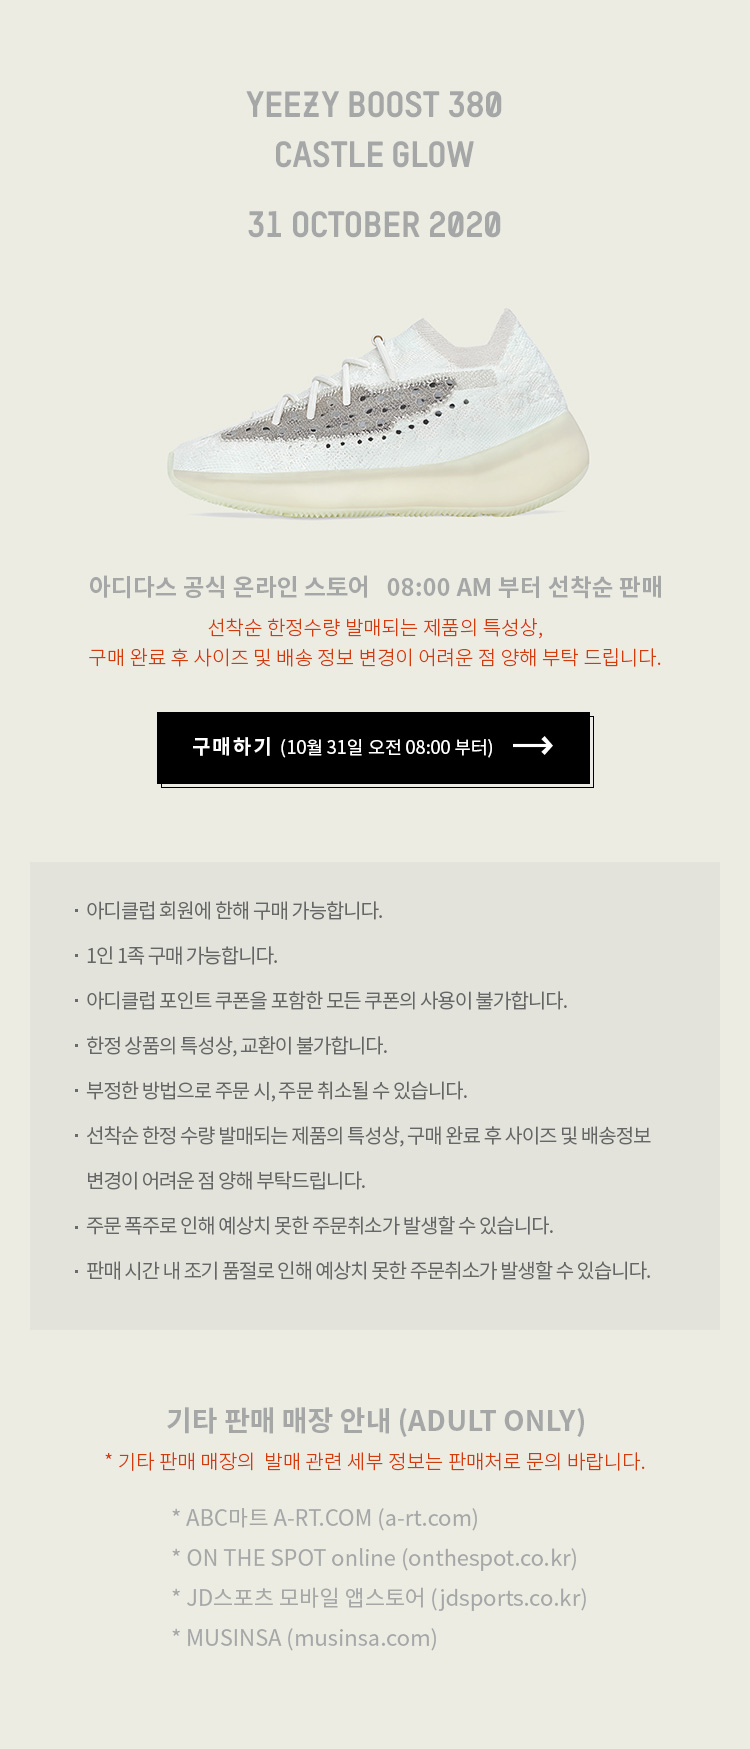 YEEZY BOOST 380
CASTLE GLOW
31 OCTOBER 2020
아디다스 공식 온라인 스토어 08:00 AM 부터 선착순 판매
선착순 한정수량 발매되는 제품의 특성상,
구매 완료 후 사이즈 및 배송 정보 변경이 어려운 점 양해 부탁 드립니다.
구매하기 (10월 31일 오전 08:00 부터) →
· 아디클럽 회원에 한해 구매 가능합니다.
· 1인 1족 구매 가능합니다.
· 아디클럽 포인트 쿠폰을 포함한 모든 쿠폰의 사용이 불가합니다.
· 한정 상품의 특성상, 교환이 불가합니다.
· 부정한 방법으로 주문 시, 주문 취소될 수 있습니다.
· 선착순 한정 수량 발매되는 제품의 특성상, 구매 완료 후 사이즈 및 배송정보
변경이 어려운 점 양해 부탁드립니다.
· 주문 폭주로 인해 예상치 못한 주문취소가 발생할 수 있습니다.
· 판매 시간 내 조기 품절로 인해 예상치 못한 주문취소가 발생할 수 있습니다.
기타 판매 매장 안내 (ADULT ONLY)
* 기타 판매 매장의 발매 관련 세부 정보는 판매처로 문의 바랍니다.
* ABC마트 A-RT.COM (a-rt.com)
* ON THE SPOT online (onthespot.co.kr)
* JD스포츠 모바일 앱스토어 (jdsports.co.kr)
* MUSINSA (musinsa.com)